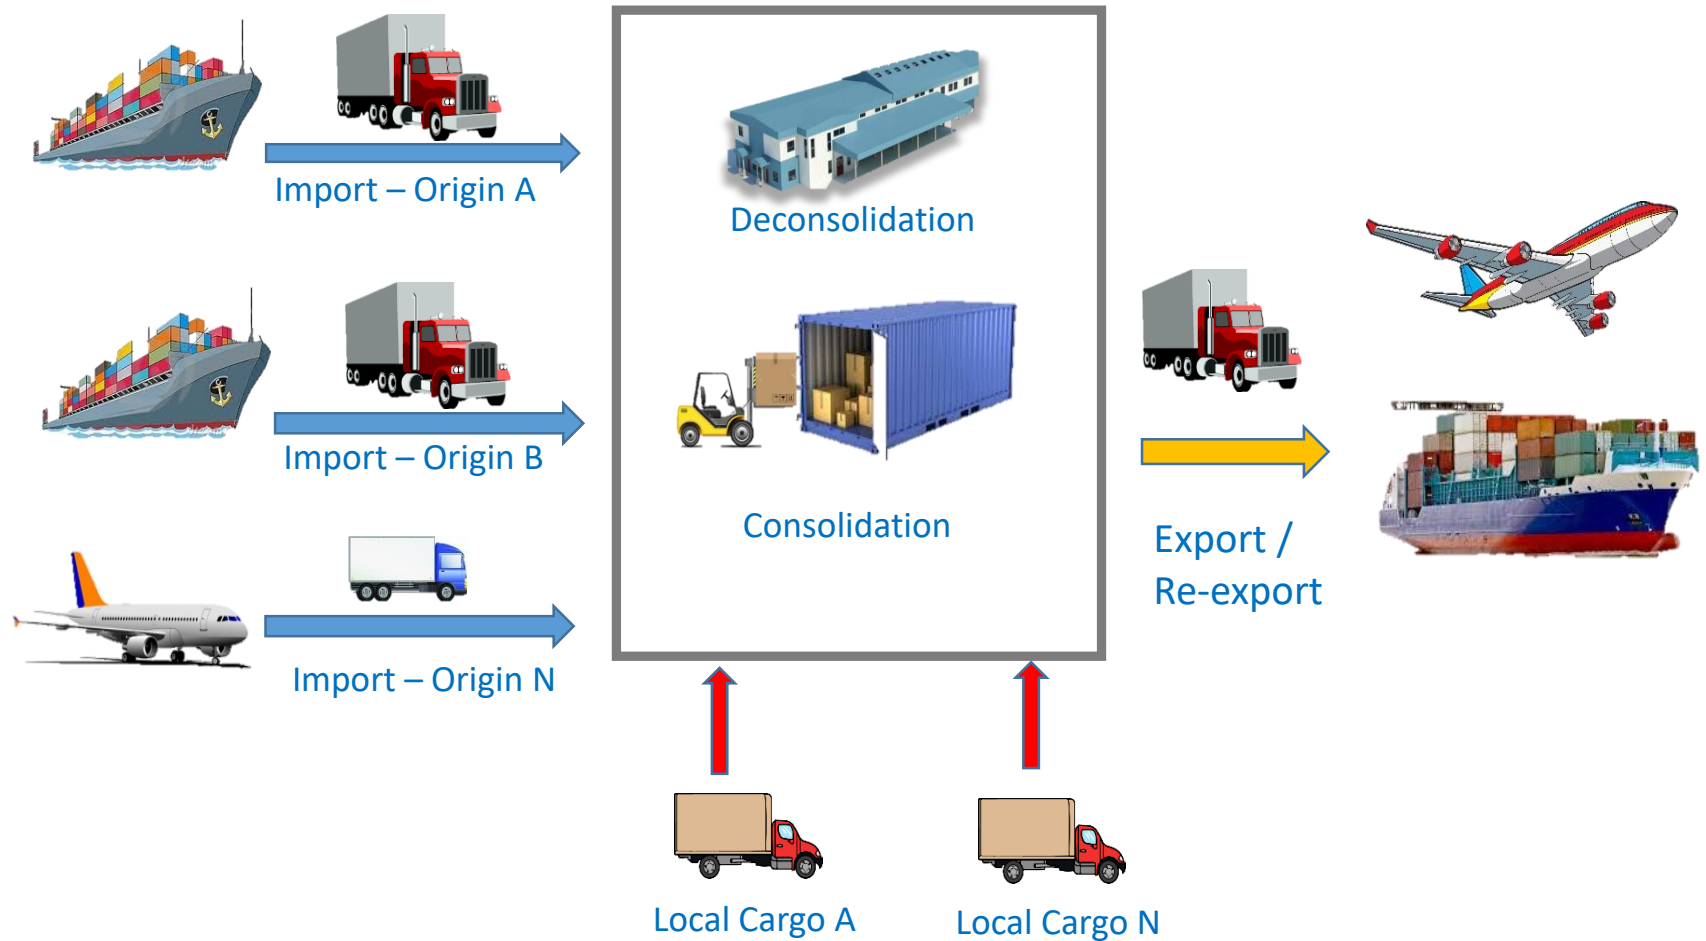 Import – Origin A
Deconsolidation
Import – Origin B
Consolidation
Export /
Re-export
Import – Origin N
Local Cargo A
Local Cargo N